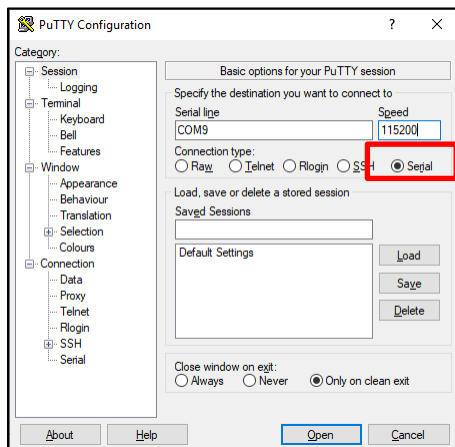 PuTTY Configuration ? ×
Category:
Session
Logging
Terminal
Keyboard
Bell
Features
Window
Appearance
Behaviour
Translation
Selection
Colours
Connection
Data
Proxy
Telnet
Rlogin
SSH
Serial
Basic options for your PuTTY session
Specify the destination you want to connect to
Serial line Speed
COM9 115200
Connection type:
Raw Telnet Rlogin SSH Serial
Load, save or delete a stored session
Saved Sessions
Default Settings
Load
Save
Delete
Close window on exit:
Always Never Only on clean exit
About Help Open Cancel